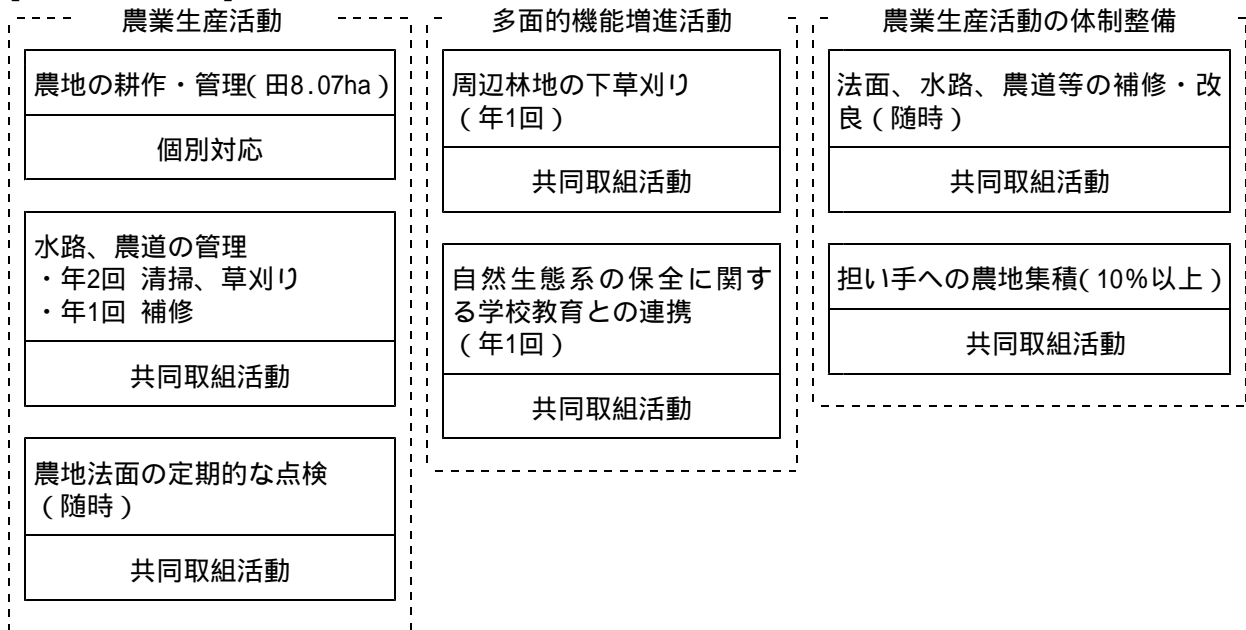 農業生産活動
農地の耕作・管理(田8.07ha)
個別対応
水路、農道の管理
・年2回 清掃、草刈り
・年1回 補修
共同取組活動
農地法面の定期的な点検
(随時)
共同取組活動
多面的機能増進活動
周辺林地の下草刈り
(年1回)
共同取組活動
自然生態系の保全に関す
る学校教育との連携
(年1回)
共同取組活動
農業生産活動の体制整備
法面、水路、農道等の補修・改
良(随時)
共同取組活動
担い手への農地集積(10%以上)
共同取組活動